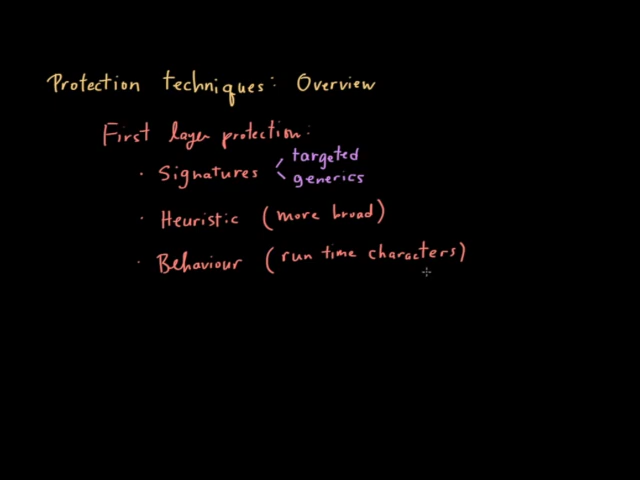 Protection techniques: Overview
First layer protection:
· Signatures
targeted
generics
· Heuristic (more broad)
· Behaviour (run time characters)